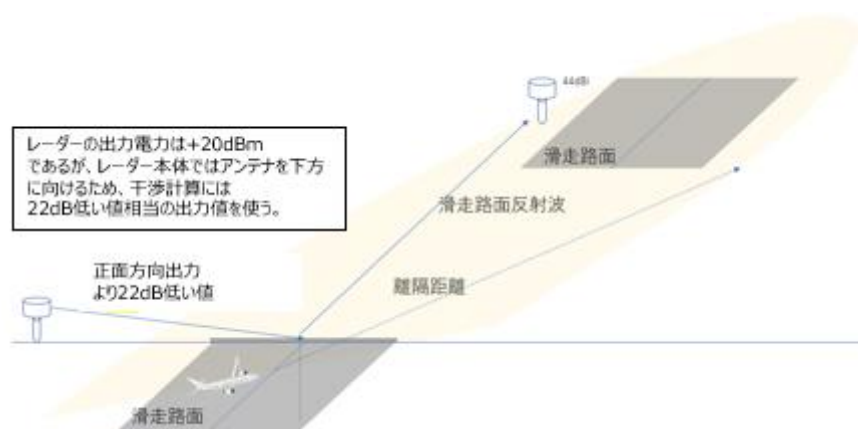 44dBi
レーダーの出力電力は+20dBm
であるが、レーダー本体ではアンテナを下方
に向けるため、干渉計算には
22dB低い値相当の出力値を使う。
滑走路面
滑走路面反射波
正面方向出力
より22dB低い値
離隔距離
滑走路面